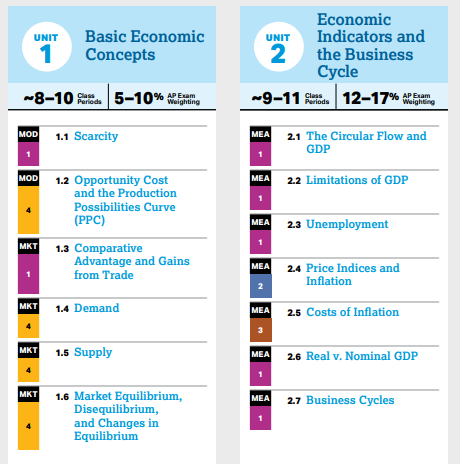 UNIT
1
Basic Economic
Concepts
~8–10 Class
Periods
5–10% AP Exam
Weighting
MOD
1
1.1 Scarcity
MOD
4
1.2 Opportunity Cost
and the Production
Possibilities Curve
(PPC)
MKT
1
1.3 Comparative
Advantage and Gains
from Trade
MKT
4
1.4 Demand
MKT
4
1.5 Supply
MKT
4
1.6 Market Equilibrium,
Disequilibrium,
and Changes in
Equilibrium
UNIT
2
Economic
Indicators and
the Business
Cycle
~9–11 Class
Periods
12–17% AP Exam
Weighting
MEA
1
2.1 The Circular Flow and
GDP
MEA
1
2.2 Limitations of GDP
MEA
1
2.3 Unemployment
MEA
2
2.4 Price Indices and
Inflation
MEA
3
2.5 Costs of Inflation
MEA
1
2.6 Real v. Nominal GDP
MEA
1
2.7 Business Cycles